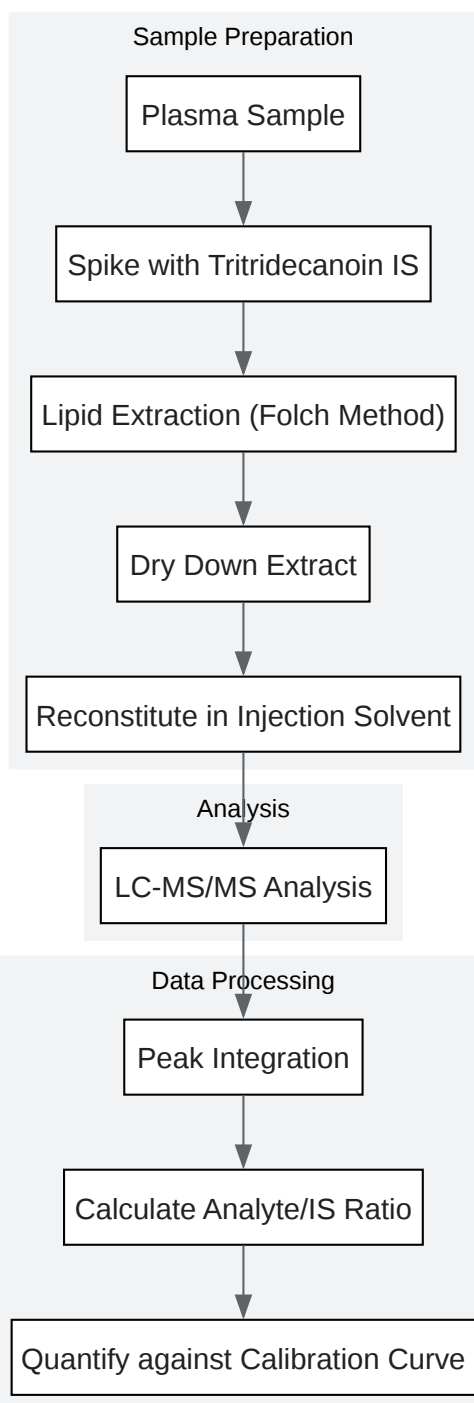 Sample Preparation
Plasma Sample
Spike with Tritridecanoin IS
Lipid Extraction (Folch Method)
Dry Down Extract
Reconstitute in Injection Solvent
Analysis
LC-MS/MS Analysis
Data Processing
Peak Integration
Calculate Analyte/IS Ratio
Quantify against Calibration Curve